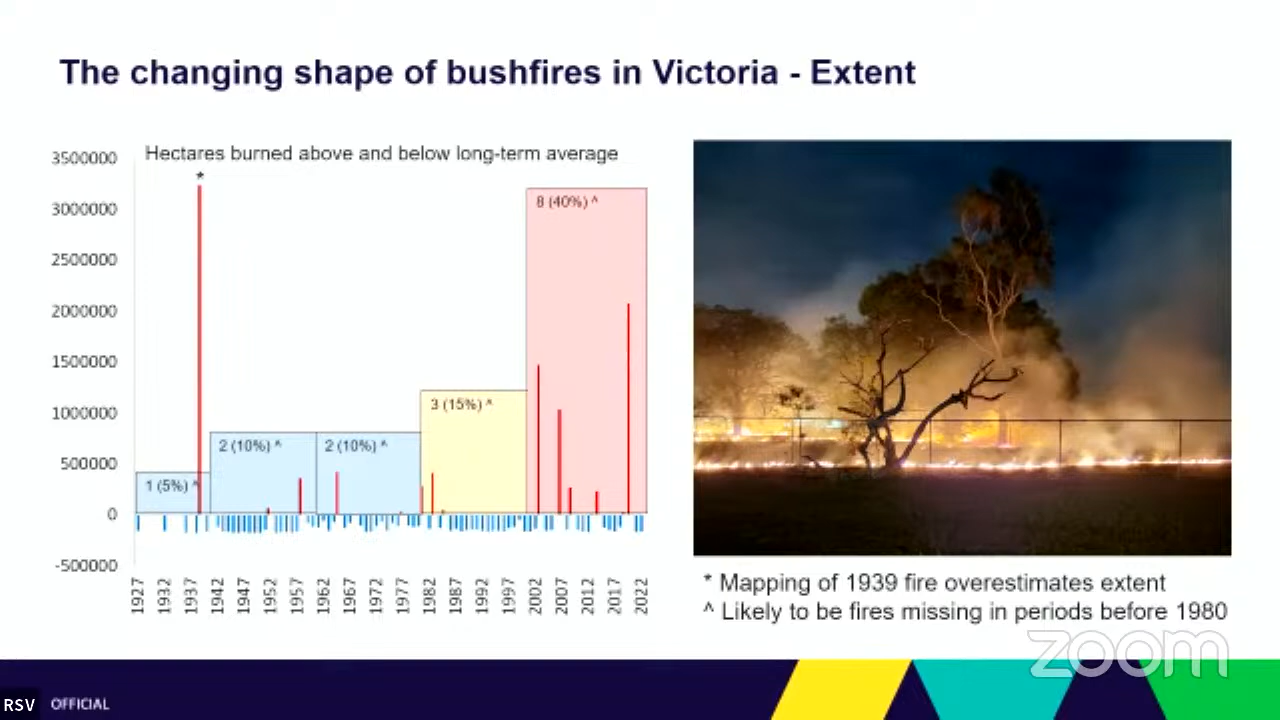 The changing shape of bushfires in Victoria - Extent
Hectares burned above and below long-term average
3500000
3000000
2500000
2000000
1500000
1000000
500000
0
-500000
*
1 (5%) ^
2 (10%) ^
2 (10%) ^
3 (15%) ^
8 (40%) ^
1927
1932
1937
1942
1947
1952
1957
1962
1967
1972
1977
1982
1987
1992
1997
2002
2007
2012
2017
2022
* Mapping of 1939 fire overestimates extent
^ Likely to be fires missing in periods before 1980
zoom
RSV OFFICIAL